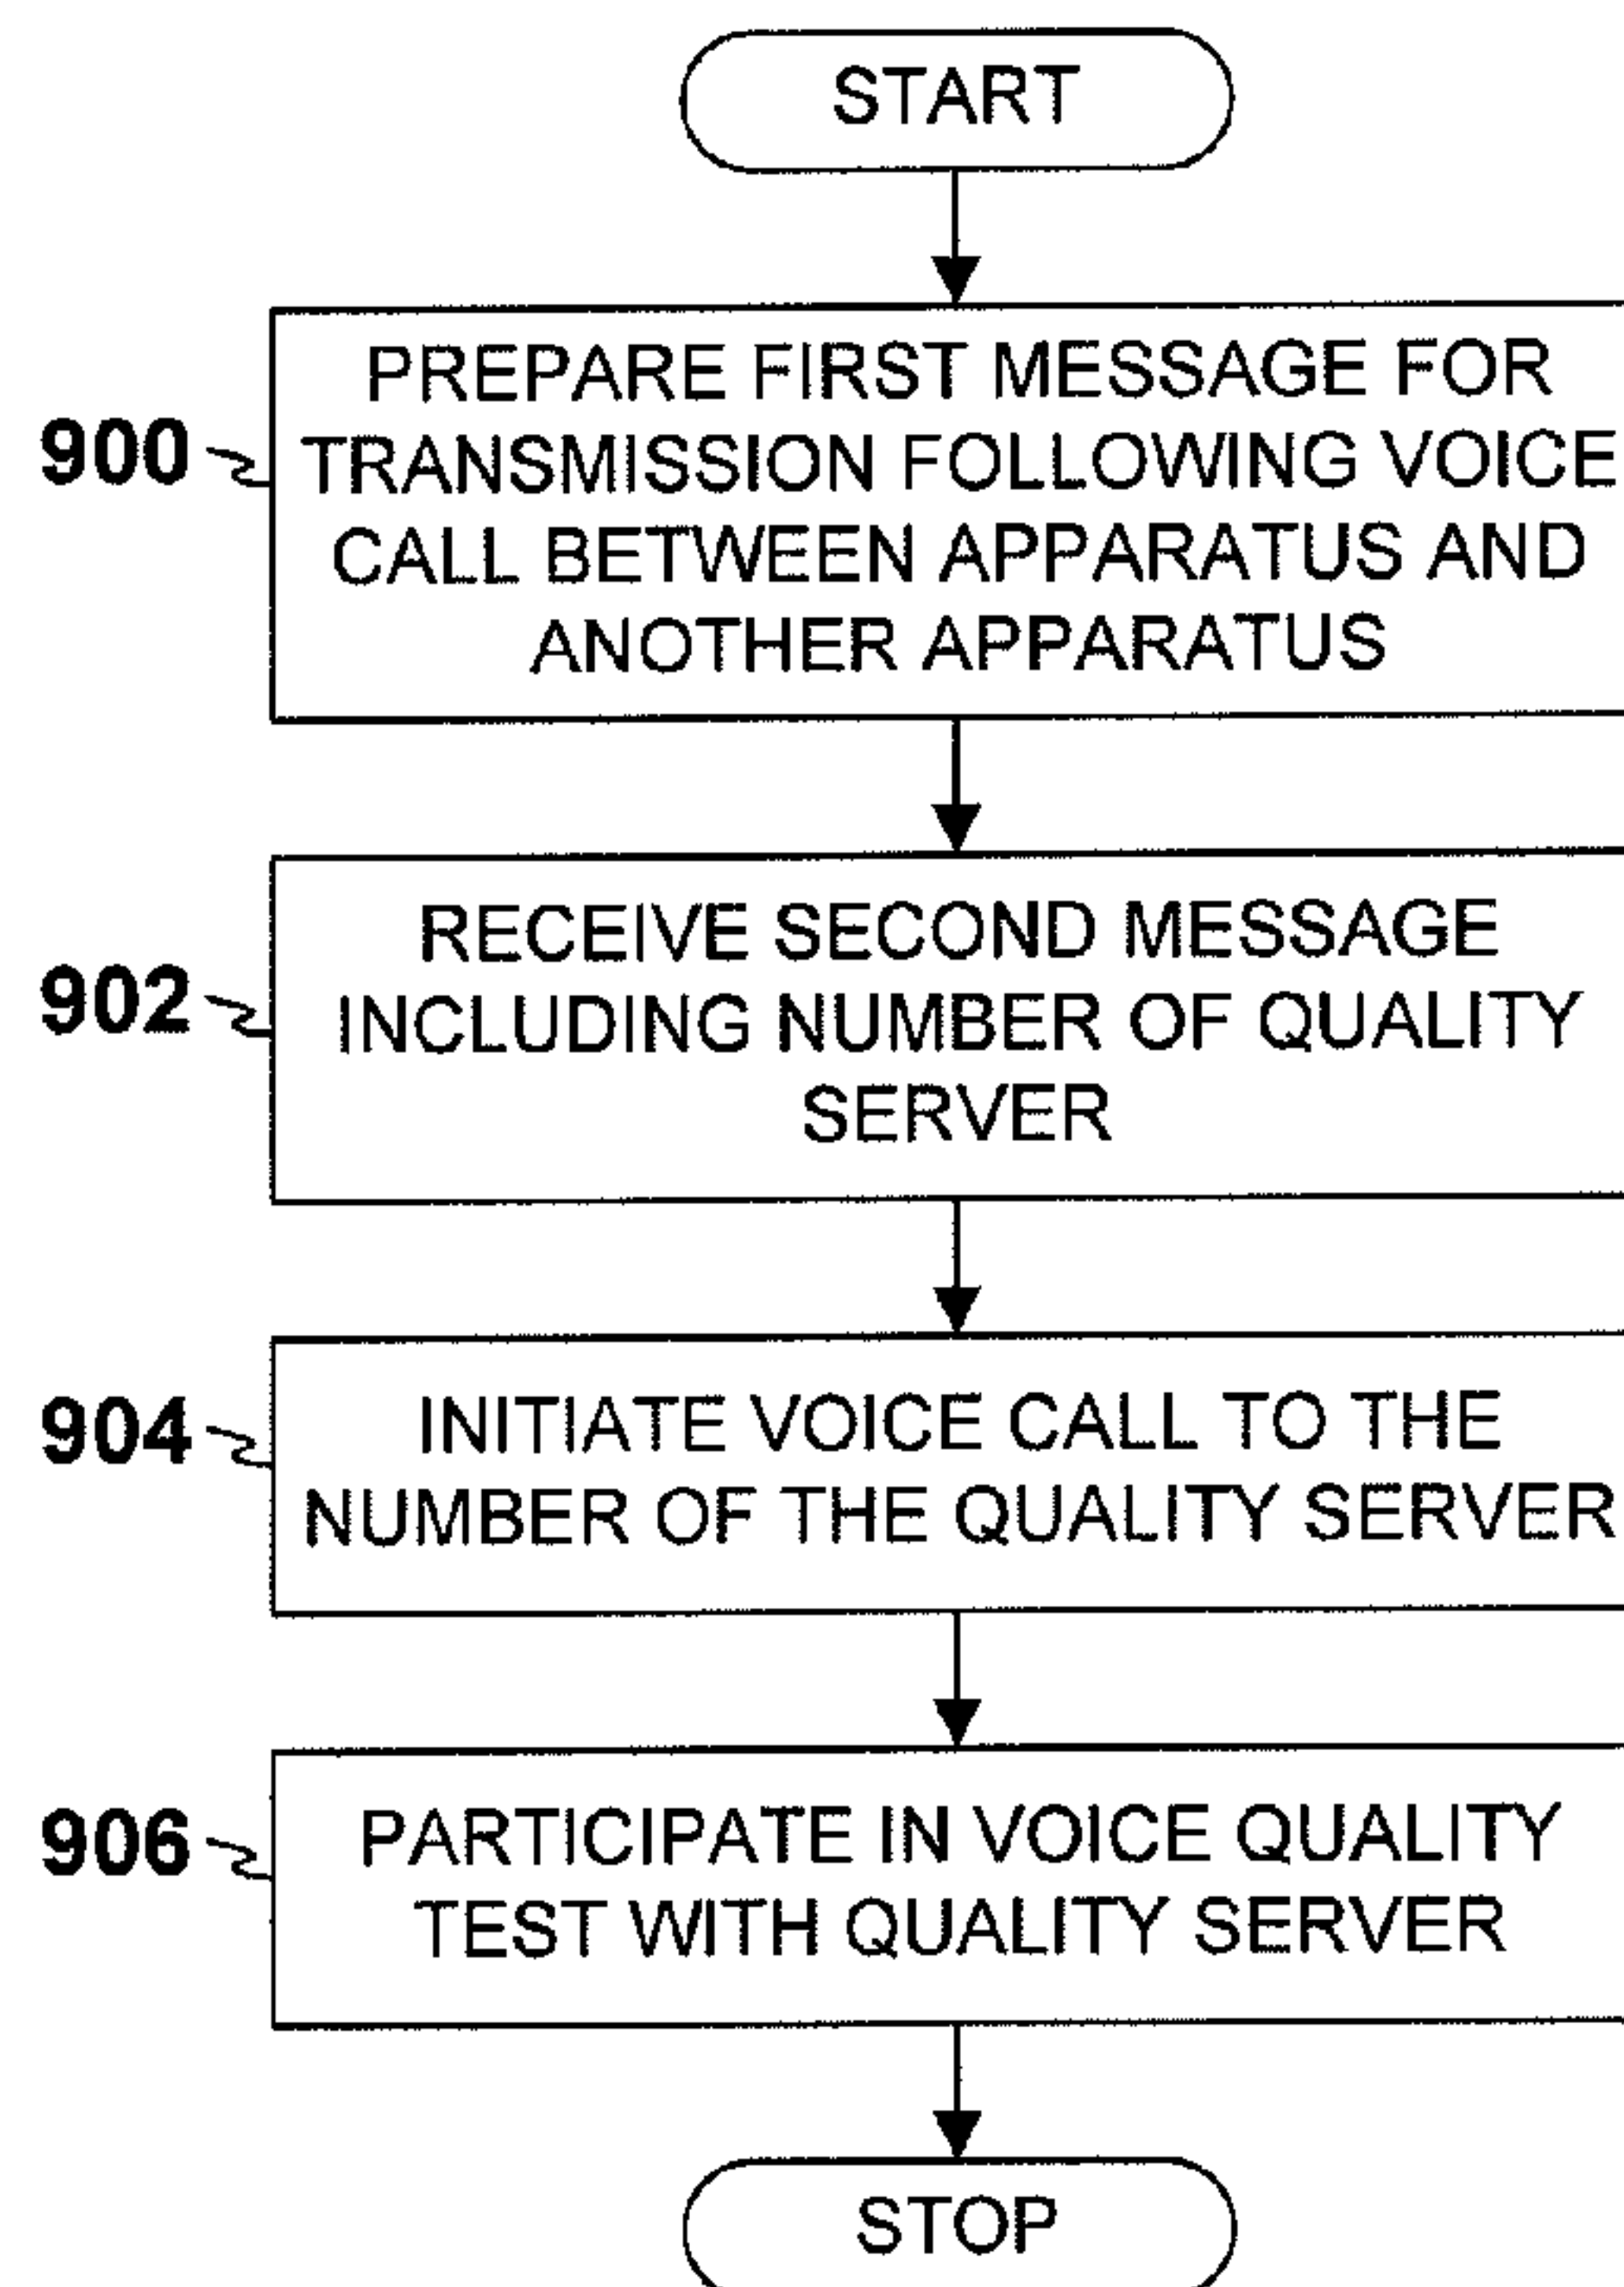 START
PREPARE FIRST MESSAGE FOR
900
TRANSMISSION FOLLOWING VOICE
CALL BETWEEN APPARATUS AND
ANOTHER APPARATUS
RECEIVE SECOND MESSAGE
902
INCLUDING NUMBER OF QUALITY
SERVER
904
INITIATE VOICE CALL TO THE
NUMBER OF THE QUALITY SERVER
906
PARTICIPATE IN VOICE QUALITY
TEST WITH QUALITY SERVER
STOP